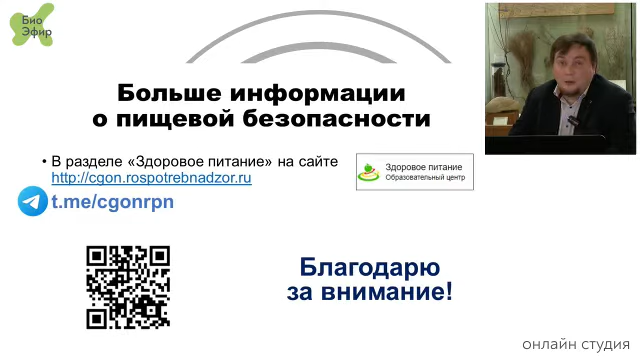 Био
Эфир
Больше информации
о пищевой безопасности
• В разделе «Здоровое питание» на сайте
http://cgon.rospotrebnadzor.ru
Здоровое питание
Образовательный центр
t.me/cgonrpn
Благодарю
за внимание!
онлайн студия